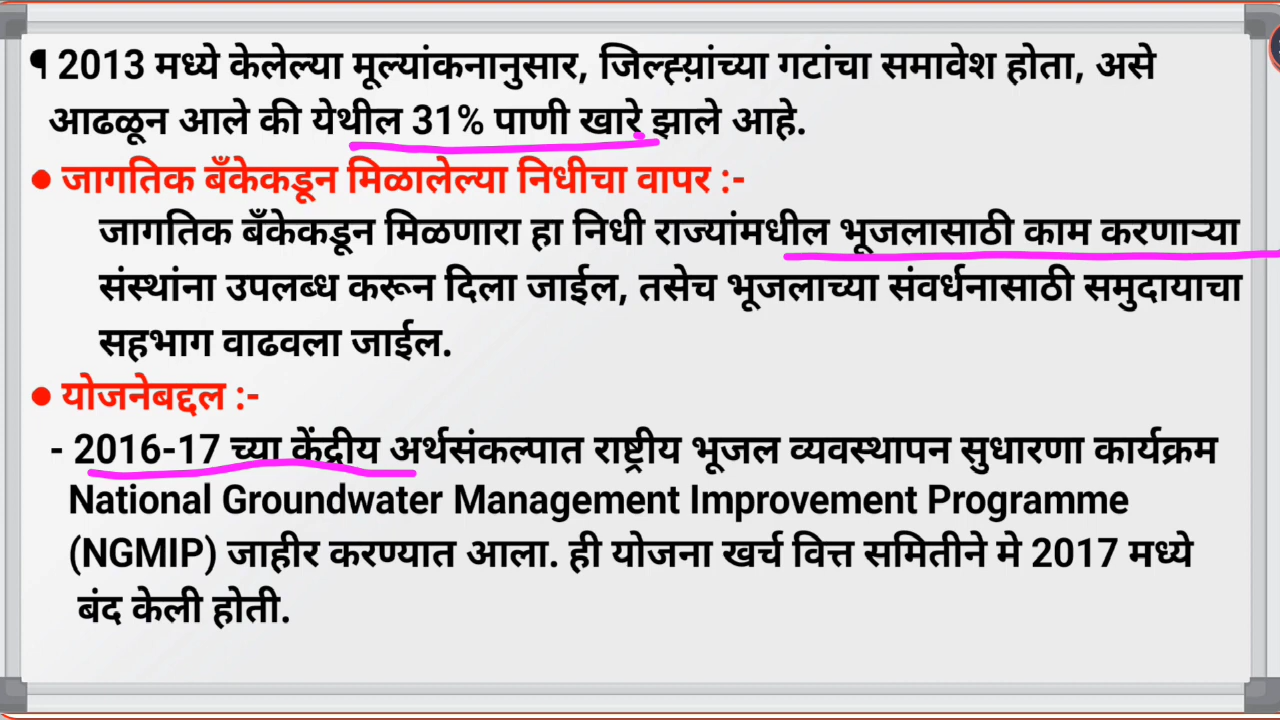 ¶ 2013 मध्ये केलेल्या मूल्यांकनानुसार, जिल्ह्य़ांच्या गटांचा समावेश होता, असे
आढळून आले की येथील 31% पाणी खारे झाले आहे.
● जागतिक बँकेकडून मिळालेल्या निधीचा वापर :-
जागतिक बँकेकडून मिळणारा हा निधी राज्यांमधील भूजलासाठी काम करणाऱ्या
संस्थांना उपलब्ध करून दिला जाईल, तसेच भूजलाच्या संवर्धनासाठी समुदायाचा
सहभाग वाढवला जाईल.
● योजनेबद्दल :-
- 2016-17 च्या केंद्रीय अर्थसंकल्पात राष्ट्रीय भूजल व्यवस्थापन सुधारणा कार्यक्रम
National Groundwater Management Improvement Programme
(NGMIP) जाहीर करण्यात आला. ही योजना खर्च वित्त समितीने मे 2017 मध्ये
बंद केली होती.